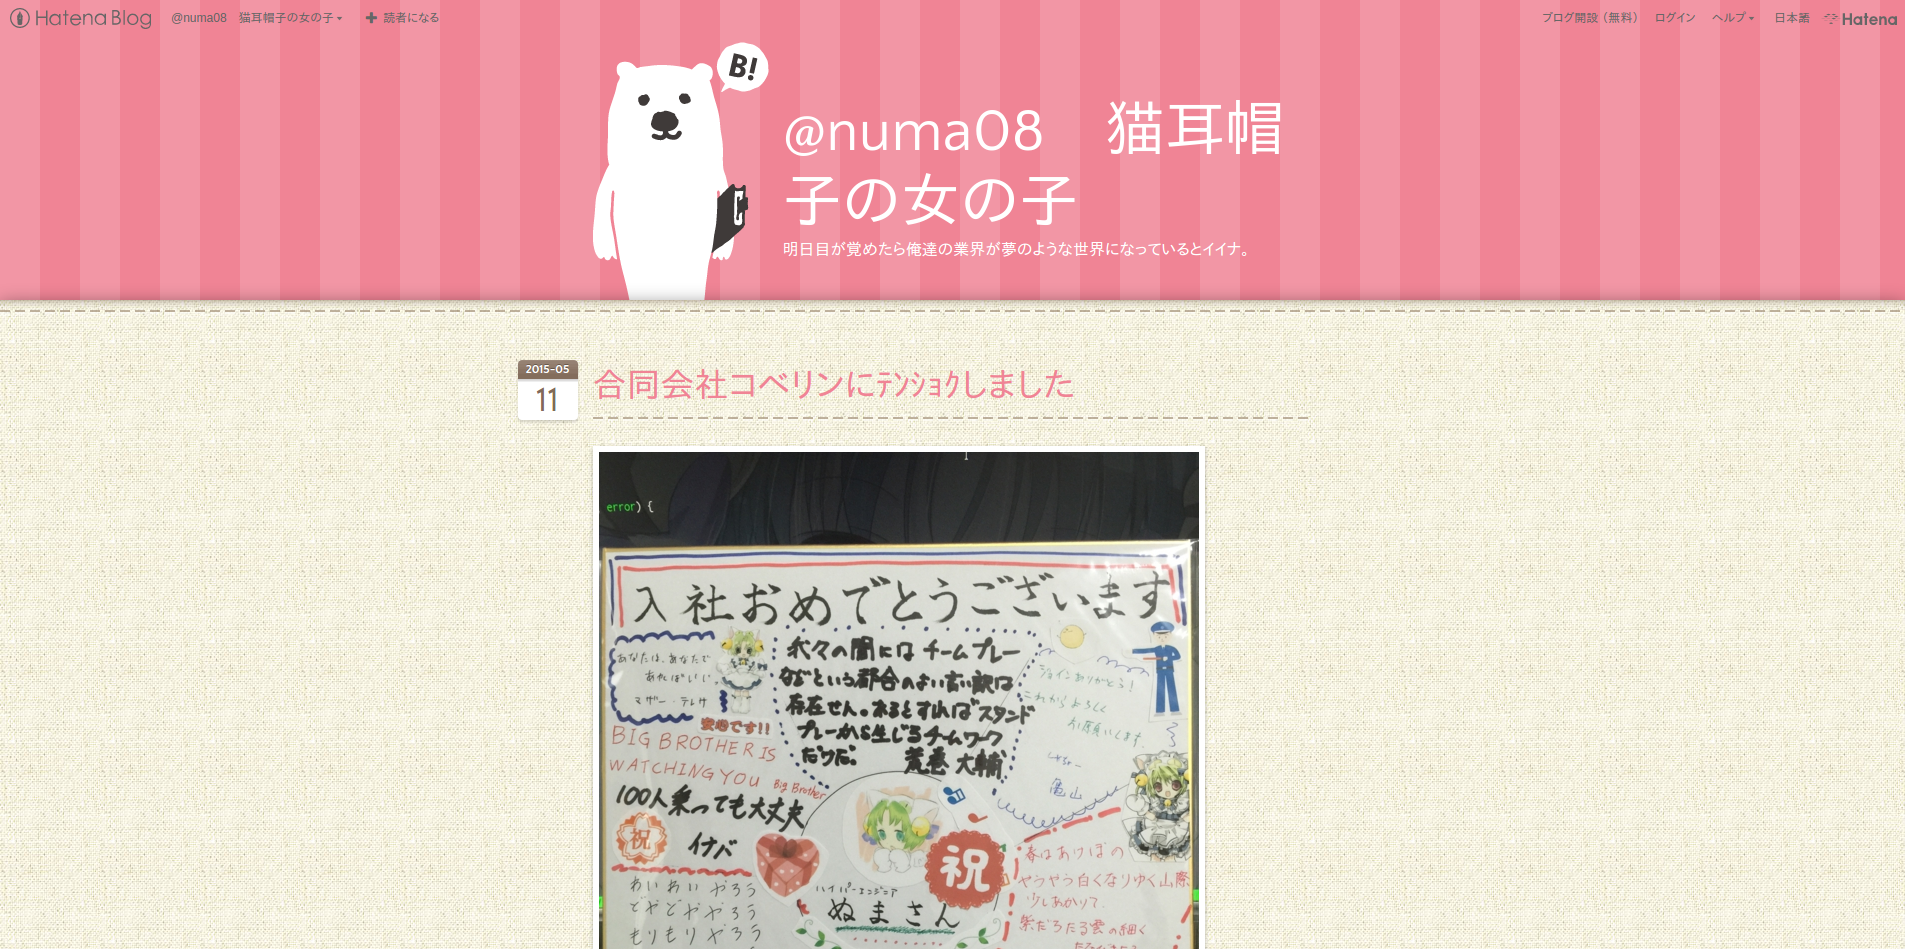 Hatena Blog
@numa08 猫耳帽子の女の子
読者になる
ブログ開設（無料）
ログイン
ヘルプ
日本語
Hatena
B!
@numa08 猫耳帽
子の女の子
明日目が覚めたら俺達の業界が夢のような世界になっているとイイナ。
2015-05
11
合同会社コベリンにﾃﾝｼｮｸしました
error) {
入社おめでとうございます
あなたは、あなたで
あればいい
マザー・テレサ
安心です!!
BIG BROTHER IS
WATCHING YOU
Big Brother
100人乗っても大丈夫
イナバ
祝
我々の間には チームプレー
などという都合のよい言い訳は
存在せん。あるとすればスタンド
プレーから生じるチームワーク
だけだ。
荒巻 大輔
ジョインありがとう!
これからよろしく
お願いします。
しゃちょー
亀山
祝
ハイパーエンジニア
ぬまさん
わいわいやろう
どやどややろう
もりもりやろう
春はあけぼの
やうやう白くなりゆく山際
少しあかりて、
紫だちたる雲の細く